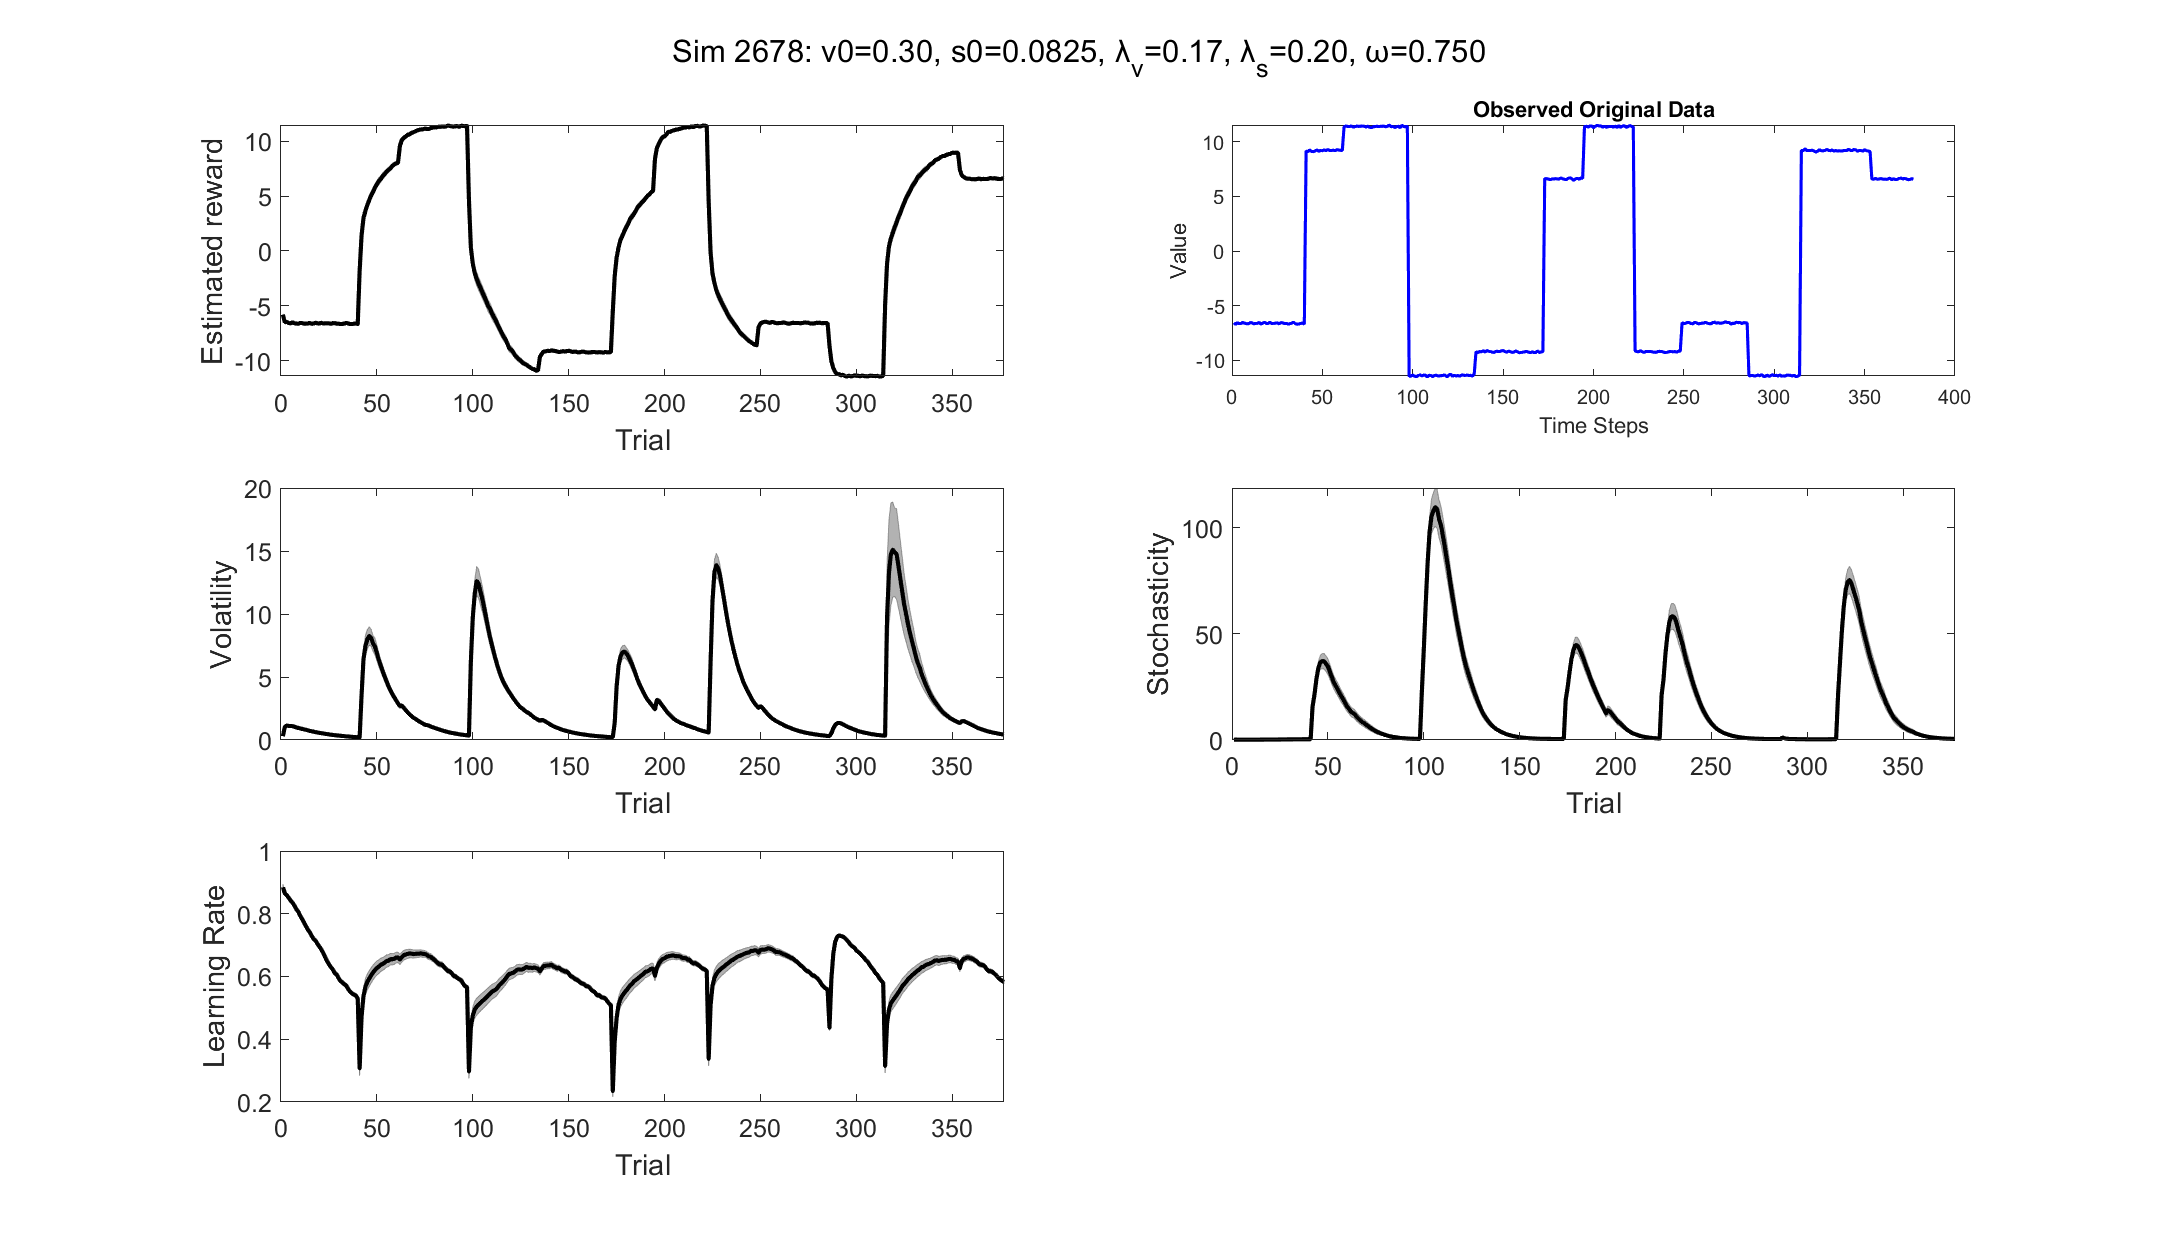 Sim 2678: v0=0.30, s0=0.0825, λ_v=0.17, λ_s=0.20, ω=0.750
Estimated reward
10
5
0
-5
-10
0 50 100 150 200 250 300 350
Trial
Observed Original Data
Value
10
5
0
-5
-10
0 50 100 150 200 250 300 350 400
Time Steps
Volatility
20
15
10
5
0
0 50 100 150 200 250 300 350
Trial
Stochasticity
100
50
0
0 50 100 150 200 250 300 350
Trial
Learning Rate
1
0.8
0.6
0.4
0.2
0 50 100 150 200 250 300 350
Trial